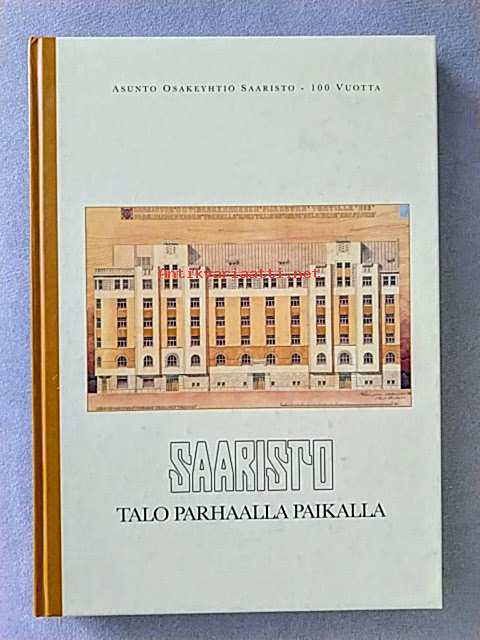 ASUNTO OSAKEYHTIÖ SAARISTO - 100 VUOTTA
Antikvariaatti.net
SAARISTO
TALO PARHAALLA PAIKALLA